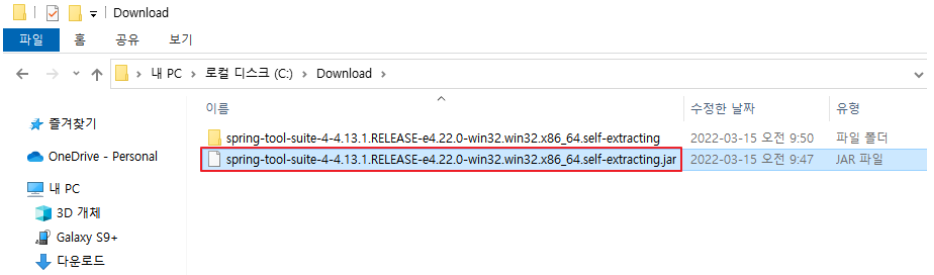 Download
파일 홈 공유 보기
내 PC > 로컬 디스크 (C:) > Download >
이름 수정한 날짜 유형
즐겨찾기
spring-tool-suite-4-4.13.1.RELEASE-e4.22.0-win32.win32.x86_64.self-extracting 2022-03-15 오전 9:50 파일 폴더
OneDrive - Personal
spring-tool-suite-4-4.13.1.RELEASE-e4.22.0-win32.win32.x86_64.self-extracting.jar 2022-03-15 오전 9:47 JAR 파일
내 PC
3D 개체
Galaxy S9+
다운로드